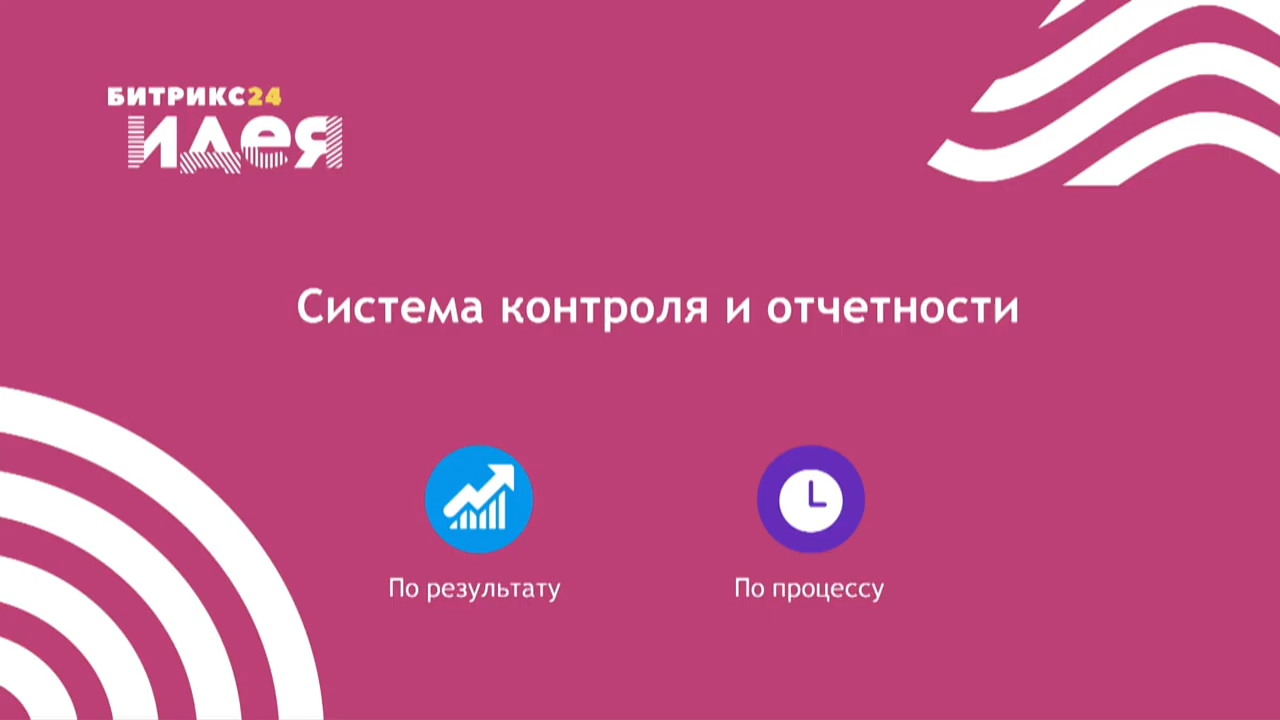 БИТРИКС24
идея
Система контроля и отчетности
По результату
По процессу